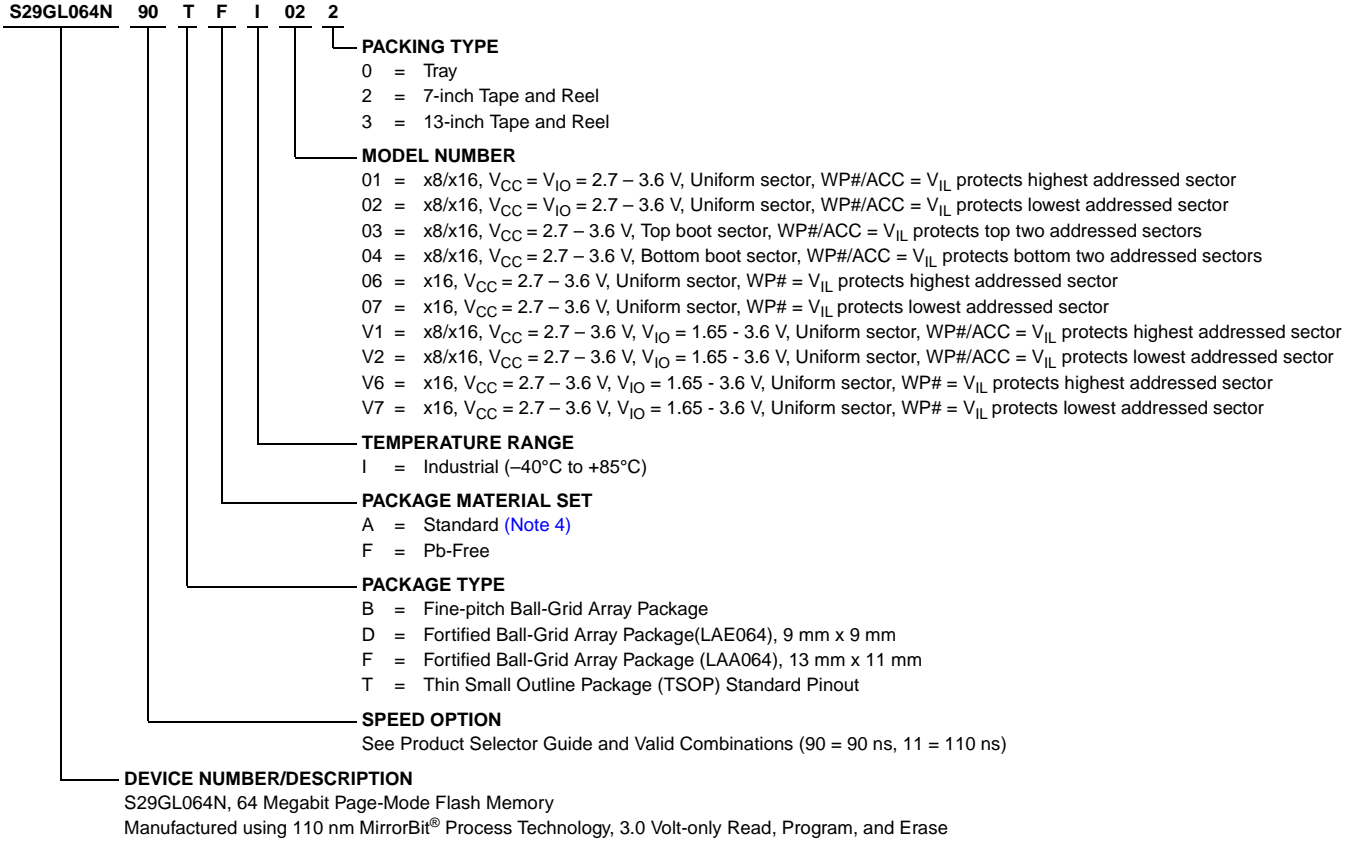 S29GL064N 90 T F I 02 2
PACKING TYPE
0 = Tray
2 = 7-inch Tape and Reel
3 = 13-inch Tape and Reel
MODEL NUMBER
01 = x8/x16, VCC = VIO = 2.7 – 3.6 V, Uniform sector, WP#/ACC = VIL protects highest addressed sector
02 = x8/x16, VCC = VIO = 2.7 – 3.6 V, Uniform sector, WP#/ACC = VIL protects lowest addressed sector
03 = x8/x16, VCC = 2.7 – 3.6 V, Top boot sector, WP#/ACC = VIL protects top two addressed sectors
04 = x8/x16, VCC = 2.7 – 3.6 V, Bottom boot sector, WP#/ACC = VIL protects bottom two addressed sectors
06 = x16, VCC = 2.7 – 3.6 V, Uniform sector, WP# = VIL protects highest addressed sector
07 = x16, VCC = 2.7 – 3.6 V, Uniform sector, WP# = VIL protects lowest addressed sector
V1 = x8/x16, VCC = 2.7 – 3.6 V, VIO = 1.65 - 3.6 V, Uniform sector, WP#/ACC = VIL protects highest addressed sector
V2 = x8/x16, VCC = 2.7 – 3.6 V, VIO = 1.65 - 3.6 V, Uniform sector, WP#/ACC = VIL protects lowest addressed sector
V6 = x16, VCC = 2.7 – 3.6 V, VIO = 1.65 - 3.6 V, Uniform sector, WP# = VIL protects highest addressed sector
V7 = x16, VCC = 2.7 – 3.6 V, VIO = 1.65 - 3.6 V, Uniform sector, WP# = VIL protects lowest addressed sector
TEMPERATURE RANGE
I = Industrial (–40°C to +85°C)
PACKAGE MATERIAL SET
A = Standard (Note 4)
F = Pb-Free
PACKAGE TYPE
B = Fine-pitch Ball-Grid Array Package
D = Fortified Ball-Grid Array Package(LAE064), 9 mm x 9 mm
F = Fortified Ball-Grid Array Package (LAA064), 13 mm x 11 mm
T = Thin Small Outline Package (TSOP) Standard Pinout
SPEED OPTION
See Product Selector Guide and Valid Combinations (90 = 90 ns, 11 = 110 ns)
DEVICE NUMBER/DESCRIPTION
S29GL064N, 64 Megabit Page-Mode Flash Memory
Manufactured using 110 nm MirrorBit® Process Technology, 3.0 Volt-only Read, Program, and Erase